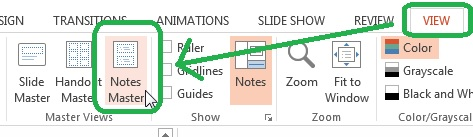 SIGN TRANSITIONS ANIMATIONS SLIDE SHOW REVIEW VIEW
Slide Master
Handout Master
Notes Master
Master Views
Ruler
Gridlines
Guides
Show
Notes
Zoom
Fit to Window
Zoom
Color
Grayscale
Black and Wh
Color/Grayscal